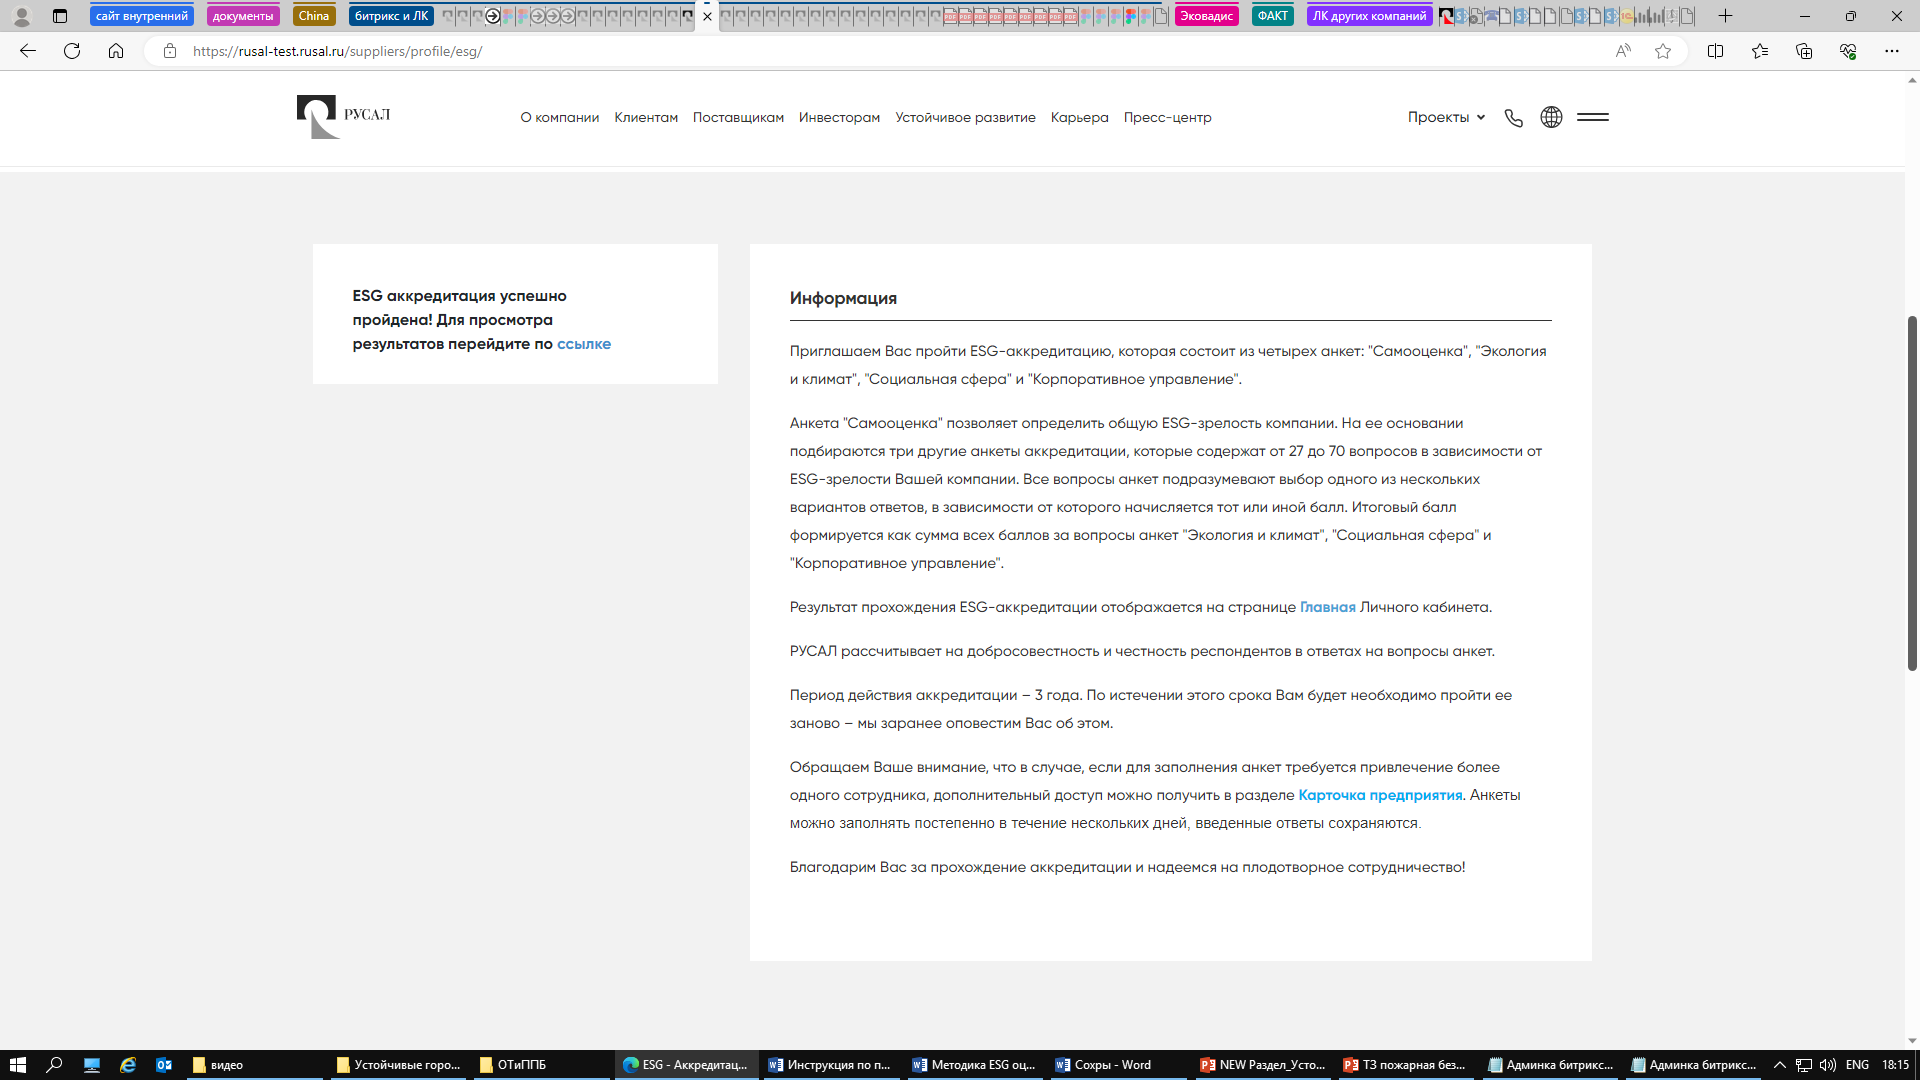 сайт внутренний
документы
China
битрикс и ЛК
Эковадис
ФАКТ
ЛК других компаний
https://rusal-test.rusal.ru/suppliers/profile/esg/
РУСАЛ
О компании Клиентам Поставщикам Инвесторам Устойчивое развитие Карьера Пресс-центр
Проекты
ESG аккредитация успешно
пройдена! Для просмотра
результатов перейдите по ссылке
Информация
Приглашаем Вас пройти ESG-аккредитацию, которая состоит из четырех анкет: "Самооценка", "Экология
и климат", "Социальная сфера" и "Корпоративное управление".
Анкета "Самооценка" позволяет определить общую ESG-зрелость компании. На ее основании
подбираются три другие анкеты аккредитации, которые содержат от 27 до 70 вопросов в зависимости от
ESG-зрелости Вашей компании. Все вопросы анкет подразумевают выбор одного из нескольких
вариантов ответов, в зависимости от которого начисляется тот или иной балл. Итоговый балл
формируется как сумма всех баллов за вопросы анкет "Экология и климат", "Социальная сфера" и
"Корпоративное управление".
Результат прохождения ESG-аккредитации отображается на странице Главная Личного кабинета.
РУСАЛ рассчитывает на добросовестность и честность респондентов в ответах на вопросы анкет.
Период действия аккредитации – 3 года. По истечении этого срока Вам будет необходимо пройти ее
заново – мы заранее оповестим Вас об этом.
Обращаем Ваше внимание, что в случае, если для заполнения анкет требуется привлечение более
одного сотрудника, дополнительный доступ можно получить в разделе Карточка предприятия. Анкеты
можно заполнять постепенно в течение нескольких дней, введенные ответы сохраняются.
Благодарим Вас за прохождение аккредитации и надеемся на плодотворное сотрудничество!
видео
Устойчивые горо...
ОТиППБ
ESG - Аккредитац...
Инструкция по п...
Методика ESG оц...
Сохры - Word
NEW Раздел_Усто...
ТЗ пожарная без...
Админка битрикс...
Админка битрикс...
ENG
18:15